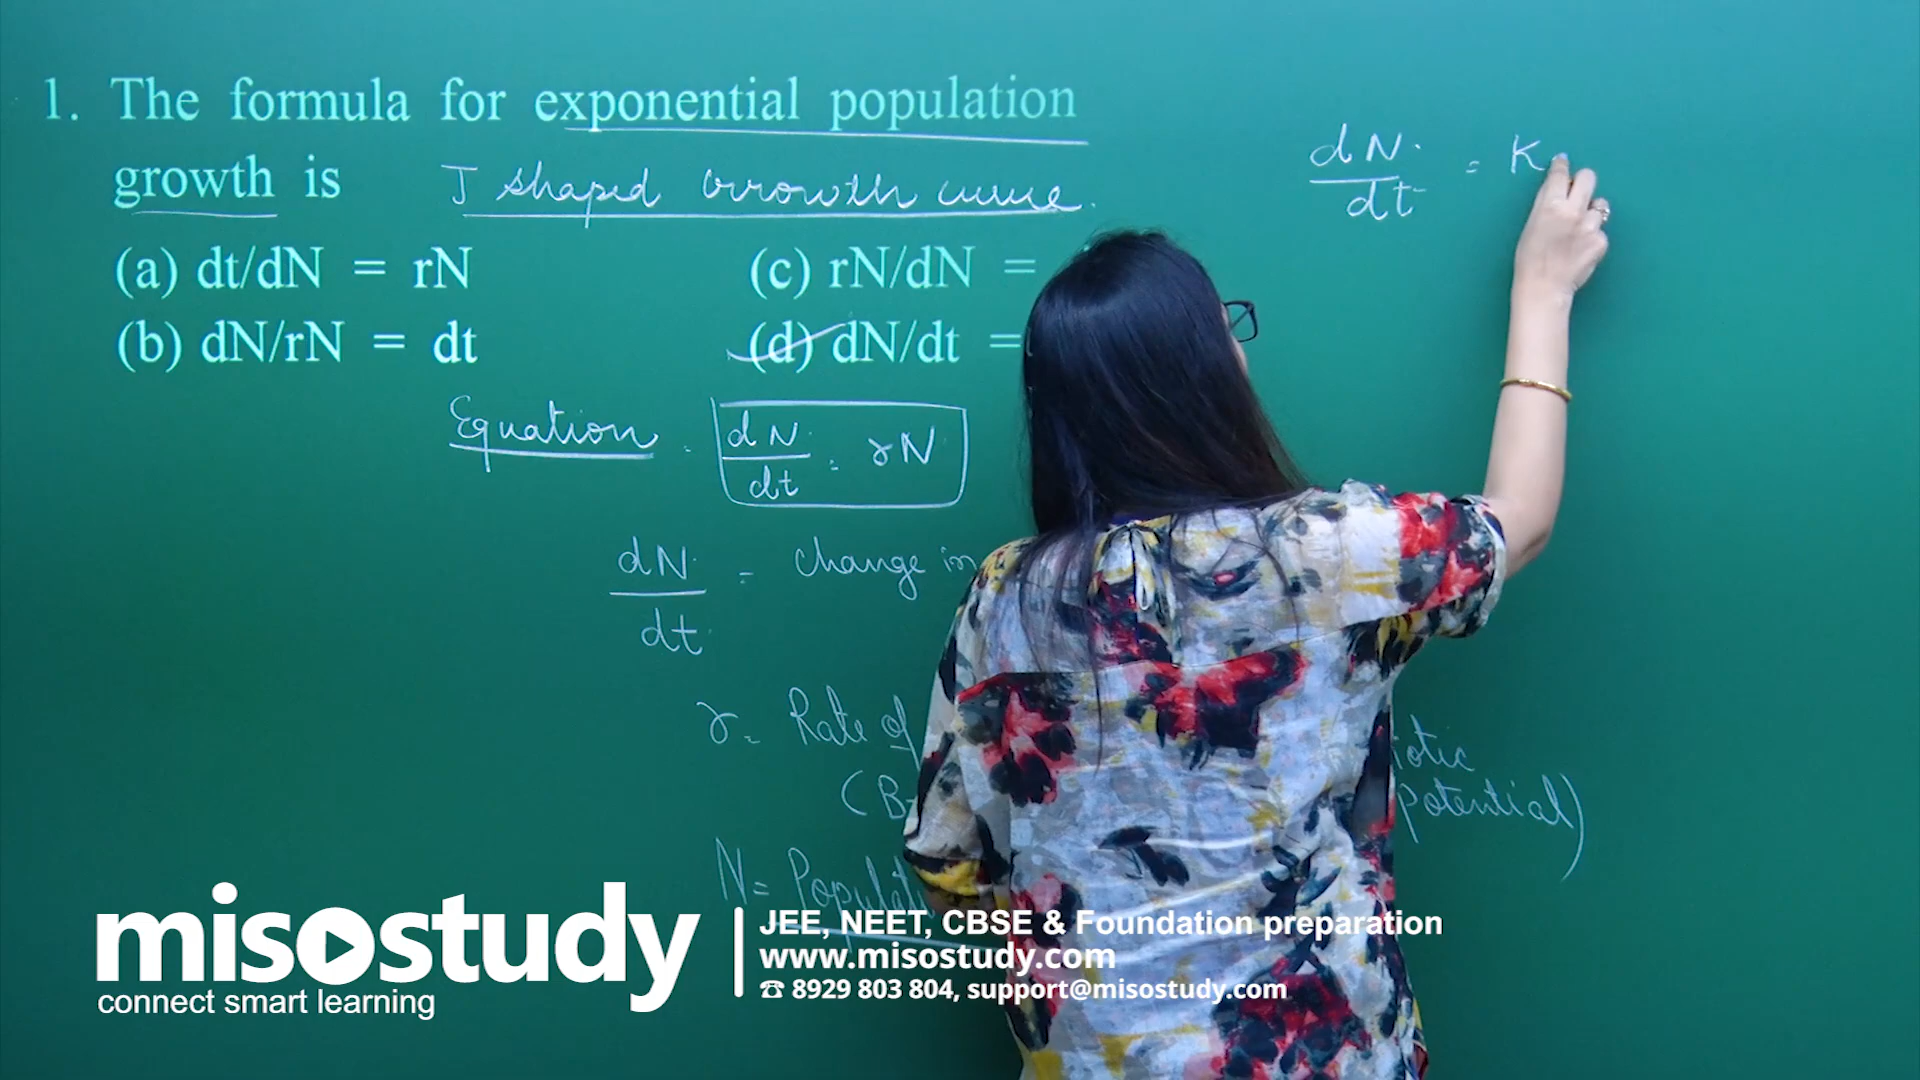 1. The formula for exponential population
growth is J shaped Growth curve.
(a) dt/dN = rN
(c) rN/dN =
(b) dN/rN = dt
(d) dN/dt =
Equation = dN/dt = rN
dN/dt = change in
r = Rate of
(B
iotic
potential)
N =
dN/dt = K
misostudy
connect smart learning
JEE, NEET, CBSE & Foundation preparation
www.misostudy.com
☎ 8929 803 804, support@misostudy.com